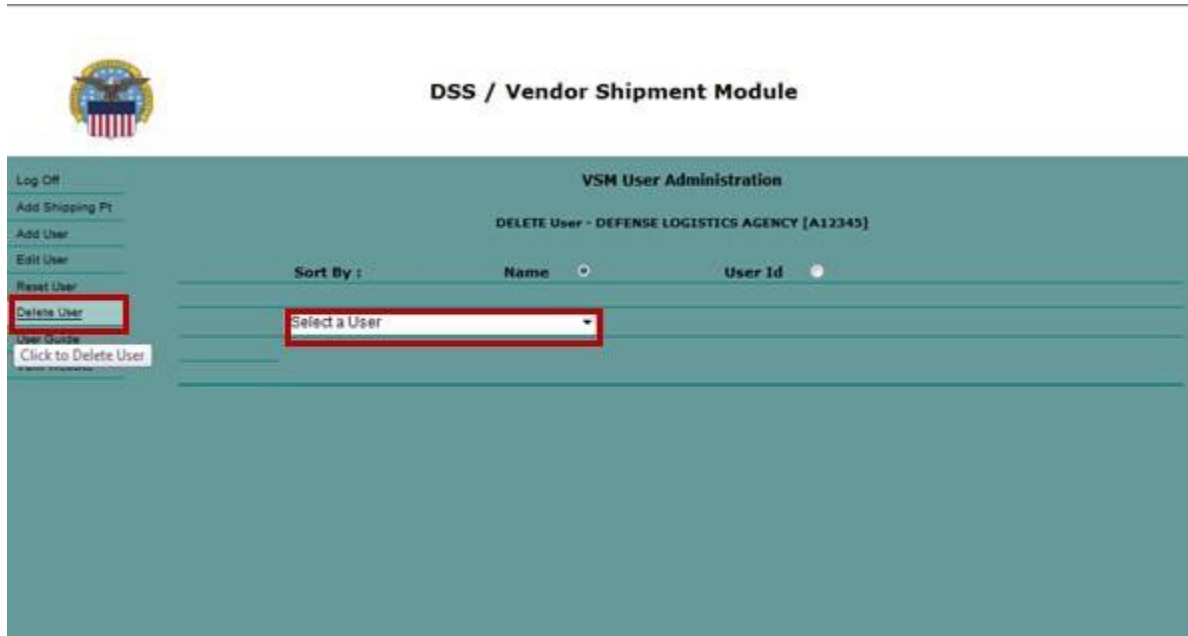 DSS / Vendor Shipment Module
Log Off
Add Shipping Pt
Add User
Edit User
Reset User
Delete User
User Guide
Click to Delete User
VSM User Administration
DELETE User - DEFENSE LOGISTICS AGENCY [A12345]
Sort By : Name User Id
Select a User